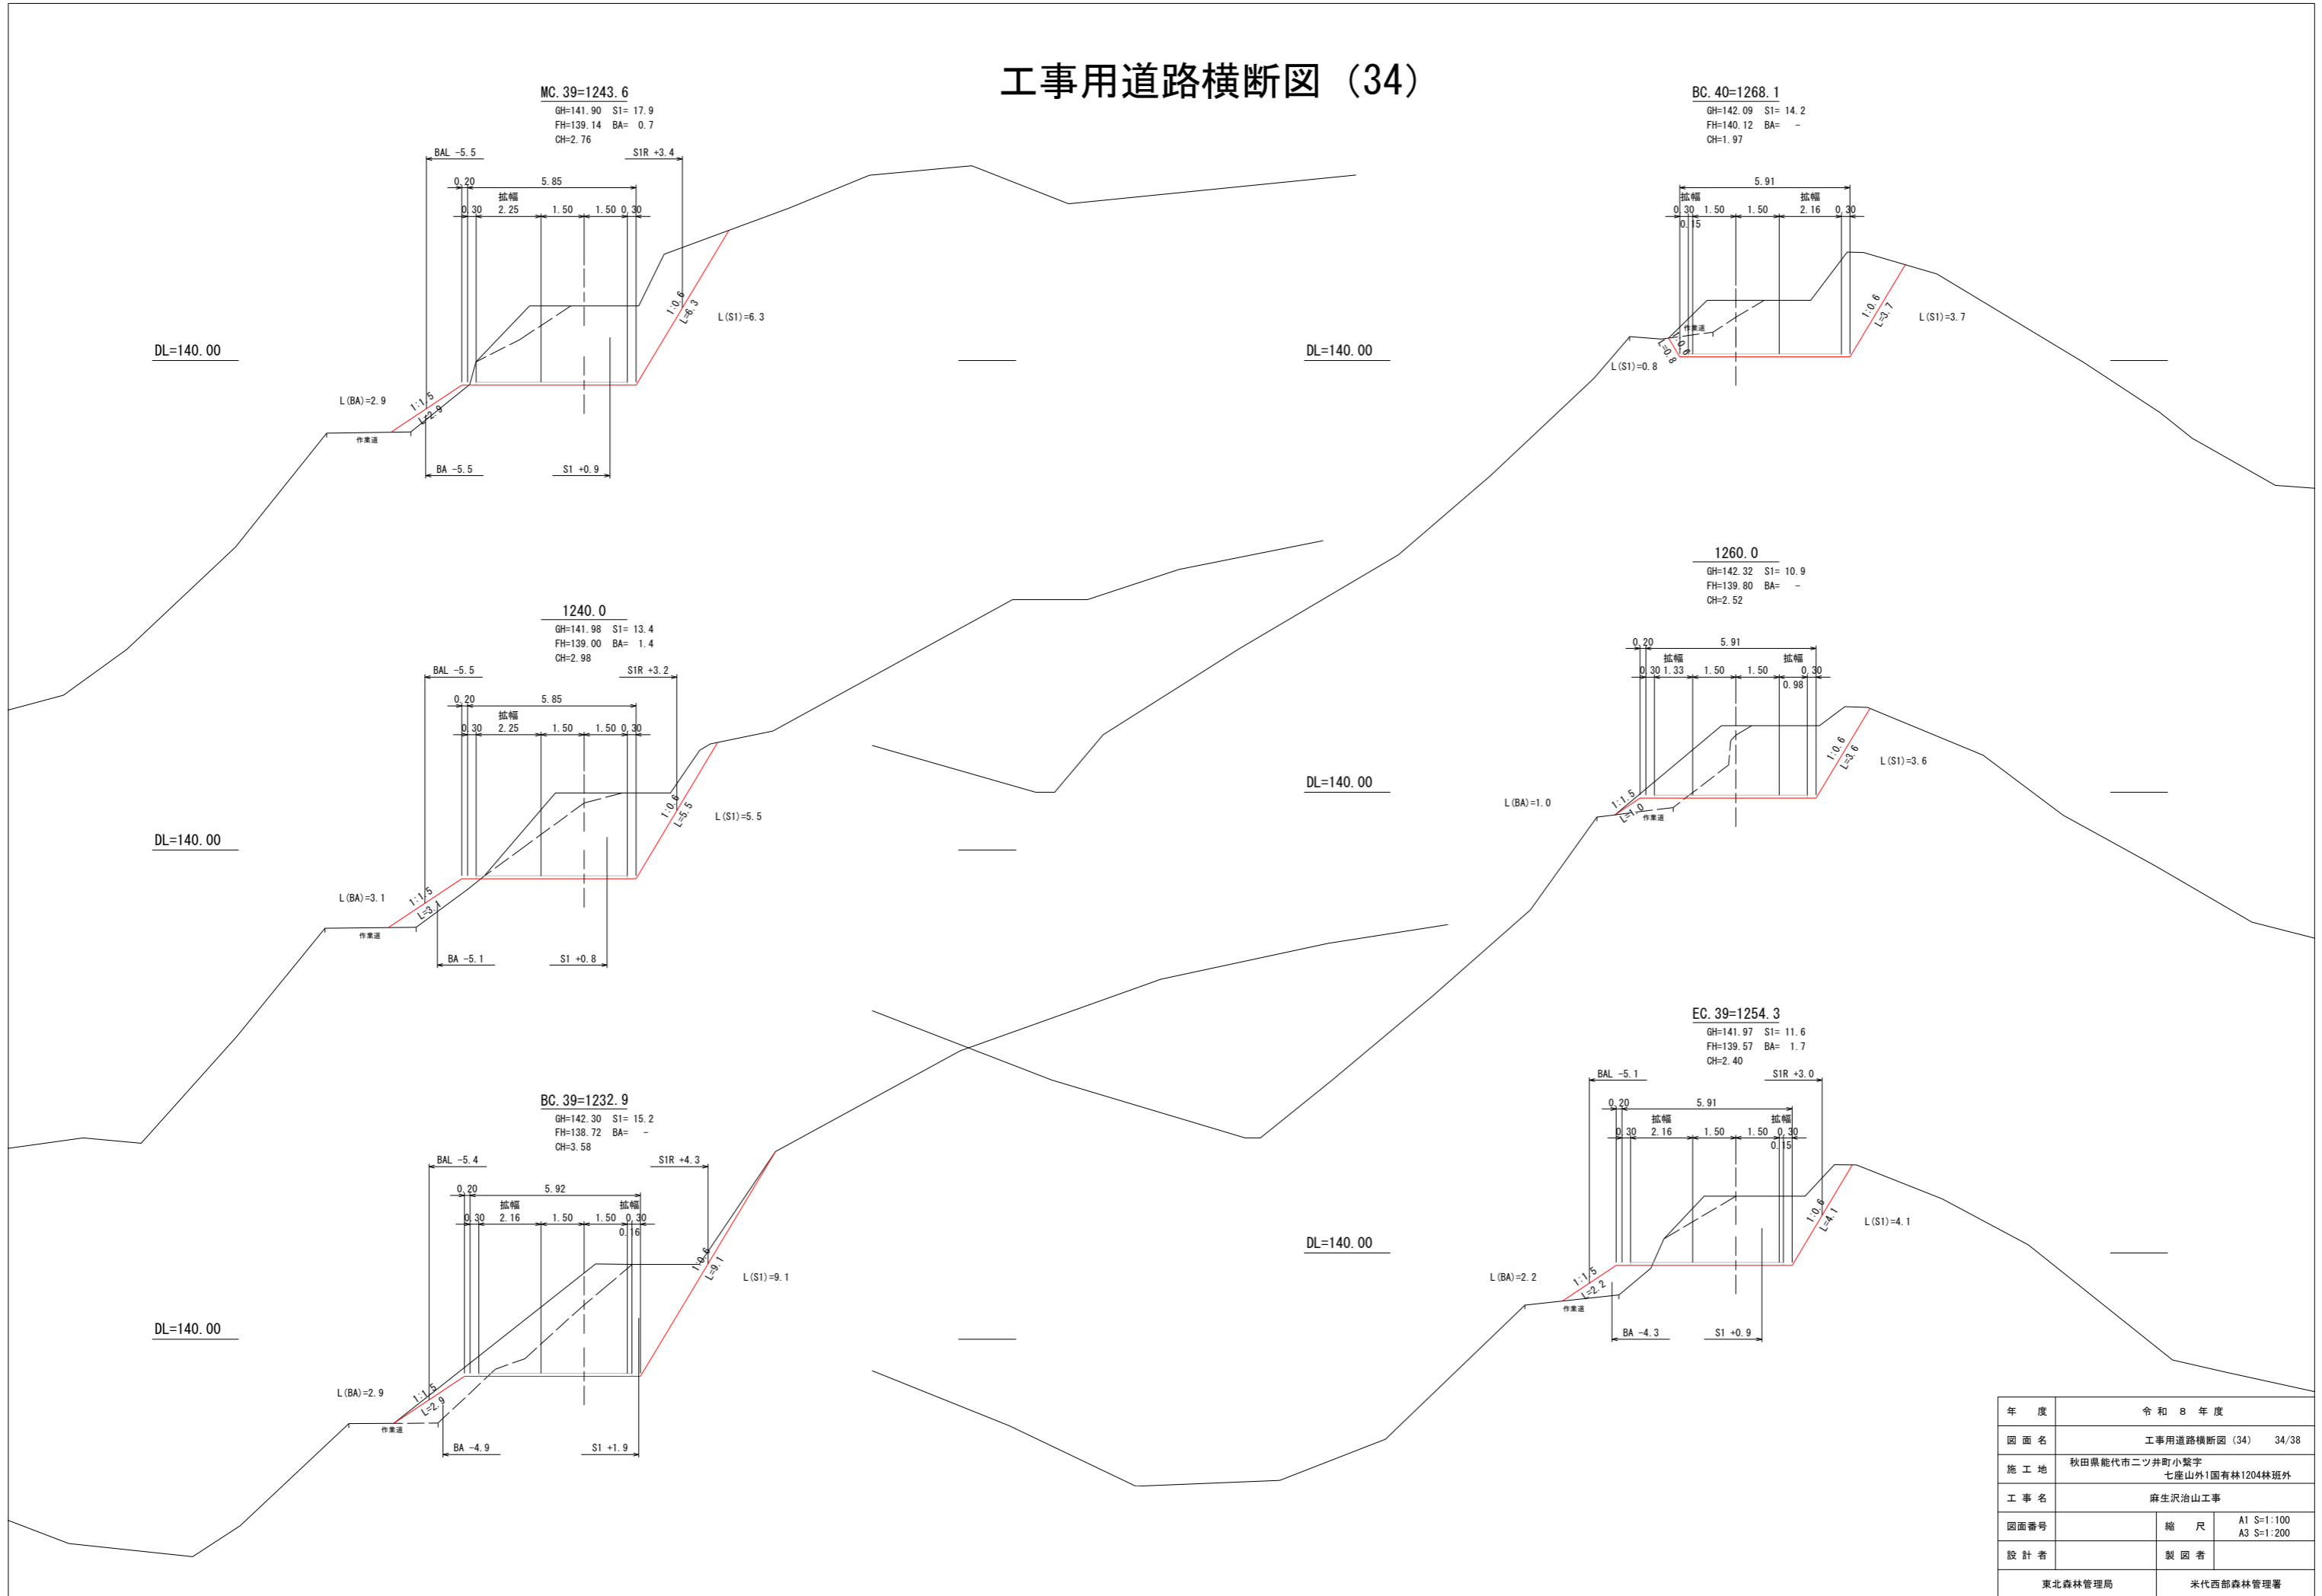 工事用道路横断図（34）
MC.39=1243.6
GH=141.90 S1= 17.9
FH=139.14 BA= 0.7
CH=2.76
BAL -5.5
S1R +3.4
0.20
5.85
拡幅
0.30
2.25
1.50
1.50
0.30
1:0.6
L=6.3
L(S1)=6.3
DL=140.00
L(BA)=2.9
1:1.5
L=2.9
作業道
BA -5.5
S1 +0.9
1240.0
GH=141.98 S1= 13.4
FH=139.00 BA= 1.4
CH=2.98
BAL -5.5
S1R +3.2
0.20
5.85
拡幅
0.30
2.25
1.50
1.50
0.30
1:0.6
L=5.5
L(S1)=5.5
DL=140.00
L(BA)=3.1
1:1.5
L=3.1
作業道
BA -5.1
S1 +0.8
BC.39=1232.9
GH=142.30 S1= 15.2
FH=138.72 BA= -
CH=3.58
BAL -5.4
S1R +4.3
0.20
5.92
拡幅
拡幅
0.30
2.16
1.50
1.50
0.30
0.16
1:0.6
L=9.1
L(S1)=9.1
DL=140.00
L(BA)=2.9
1:1.5
L=2.9
作業道
BA -4.9
S1 +1.9
BC.40=1268.1
GH=142.09 S1= 14.2
FH=140.12 BA= -
CH=1.97
5.91
拡幅
拡幅
0.30
1.50
1.50
2.16
0.30
0.15
1:0.6
L=3.7
L(S1)=3.7
作業道
1:0.6
L=0.8
DL=140.00
L(S1)=0.8
1260.0
GH=142.32 S1= 10.9
FH=139.80 BA= -
CH=2.52
0.20
5.91
拡幅
拡幅
0.30
1.33
1.50
1.50
0.30
0.98
1:0.6
L=3.6
L(S1)=3.6
DL=140.00
L(BA)=1.0
1:1.5
L=1.0
作業道
EC.39=1254.3
GH=141.97 S1= 11.6
FH=139.57 BA= 1.7
CH=2.40
BAL -5.1
S1R +3.0
0.20
5.91
拡幅
拡幅
0.30
2.16
1.50
1.50
0.30
0.15
1:0.6
L=4.1
L(S1)=4.1
DL=140.00
L(BA)=2.2
1:1.5
L=2.2
作業道
BA -4.3
S1 +0.9
年度 令和8年度
図面名 工事用道路横断図（34） 34/38
施工地 秋田県能代市二ツ井町小繋字
七座山外1国有林1204林班外
工事名 麻生沢治山工事
図面番号 縮尺 A1 S=1:100
A3 S=1:200
設計者 製図者
東北森林管理局 米代西部森林管理署